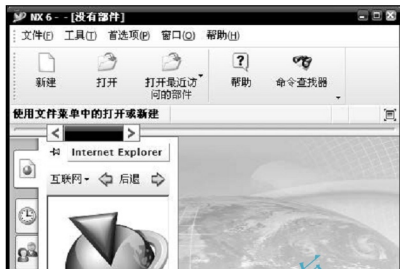 NX 6 - - [没有部件]
文件(F) 工具(T) 首选项(P) 窗口(O) 帮助(H)
新建 打开 打开最近访问的部件 帮助 命令查找器
使用文件菜单中的打开或新建
Internet Explorer
互联网 后退